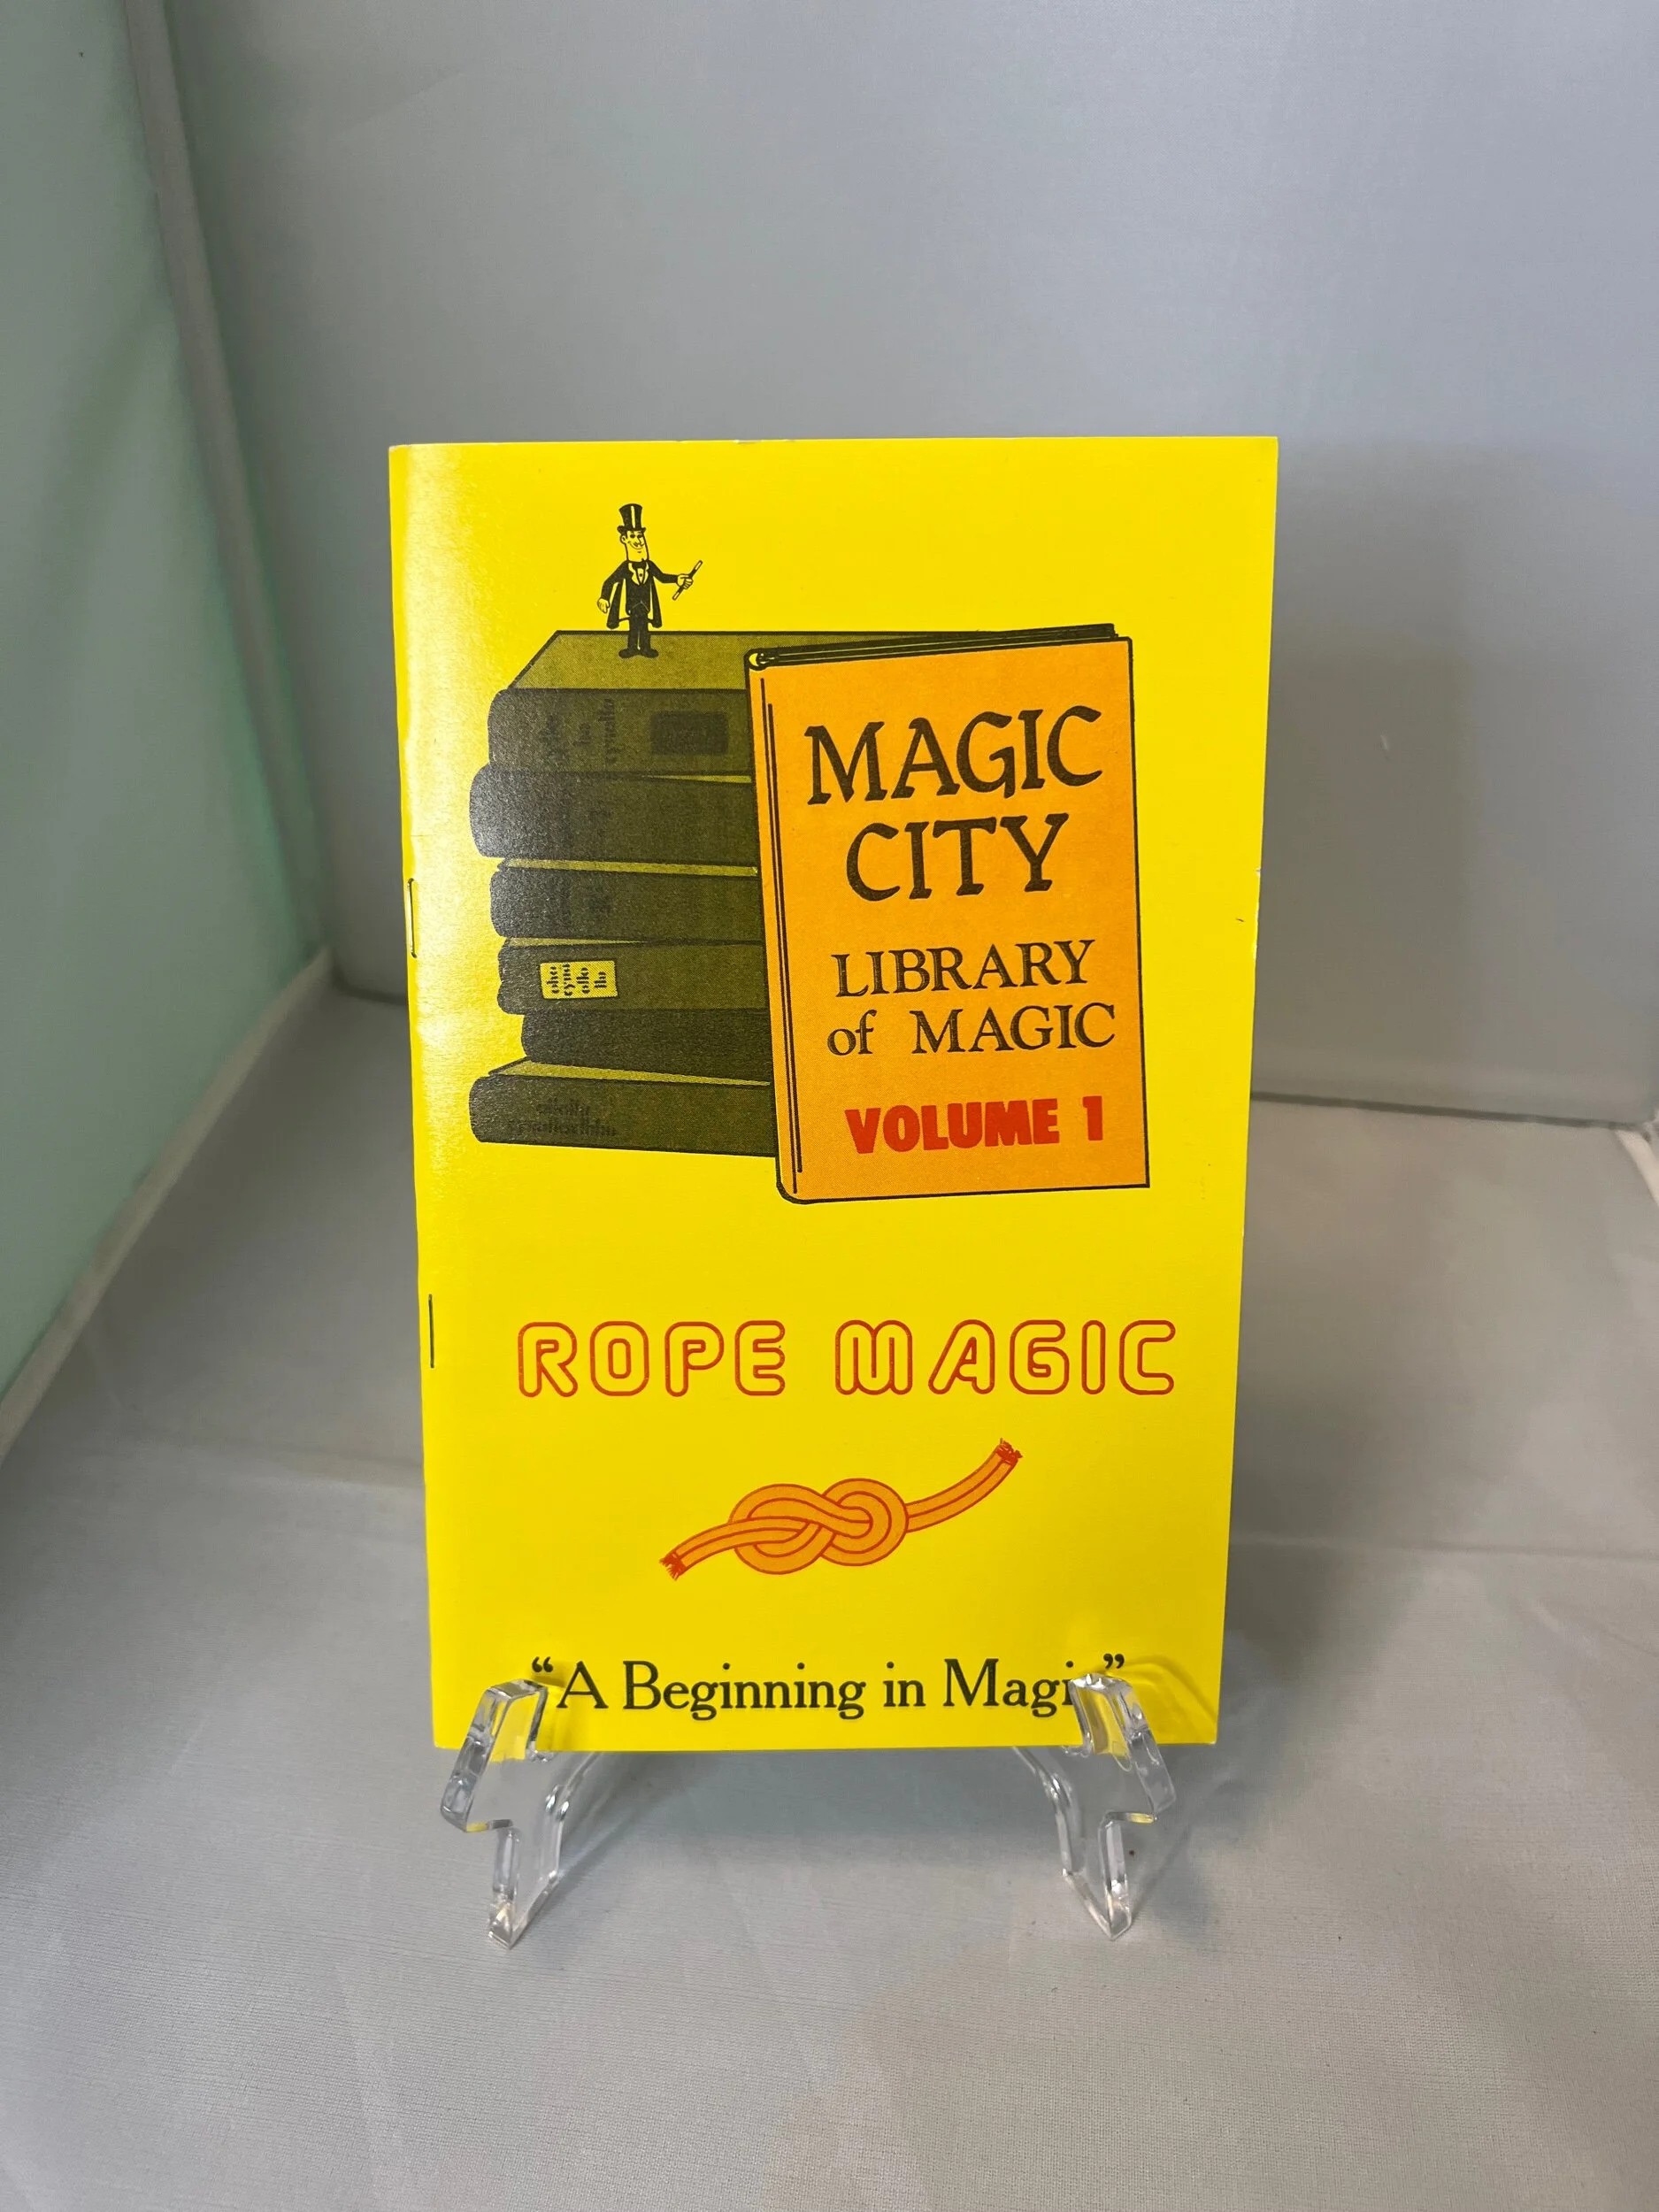 MAGIC
CITY
LIBRARY
of MAGIC
VOLUME 1
ROPE MAGIC
“A Beginning in Magic”